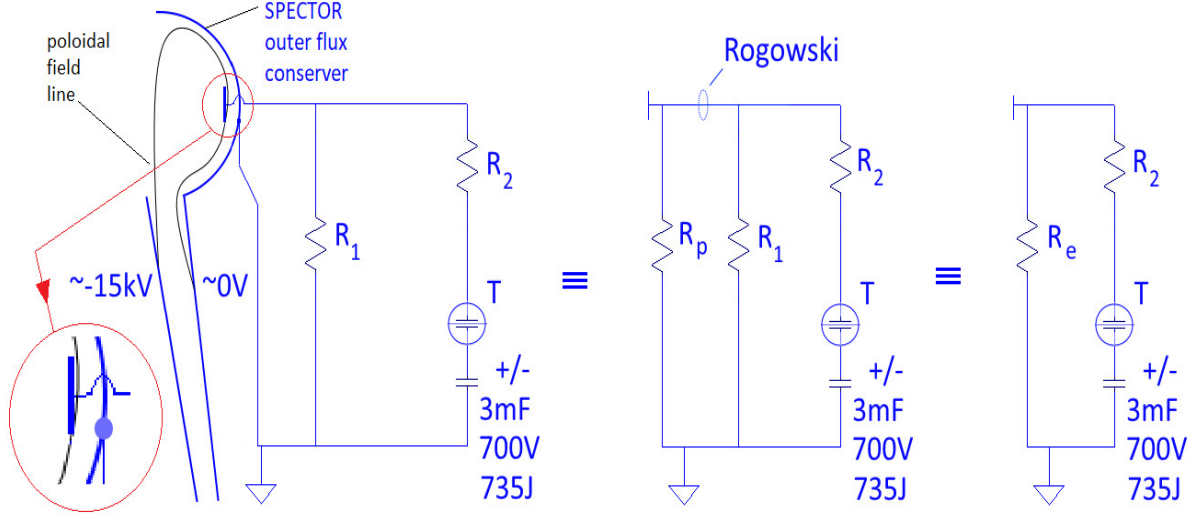 SPECTOR
outer flux
conserver
poloidal
field
line
~-15kV
~0V
R1
R2
T
+/-
3mF
700V
735J
≡
Rogowski
Rp
R1
R2
T
+/-
3mF
700V
735J
≡
Re
R2
T
+/-
3mF
700V
735J